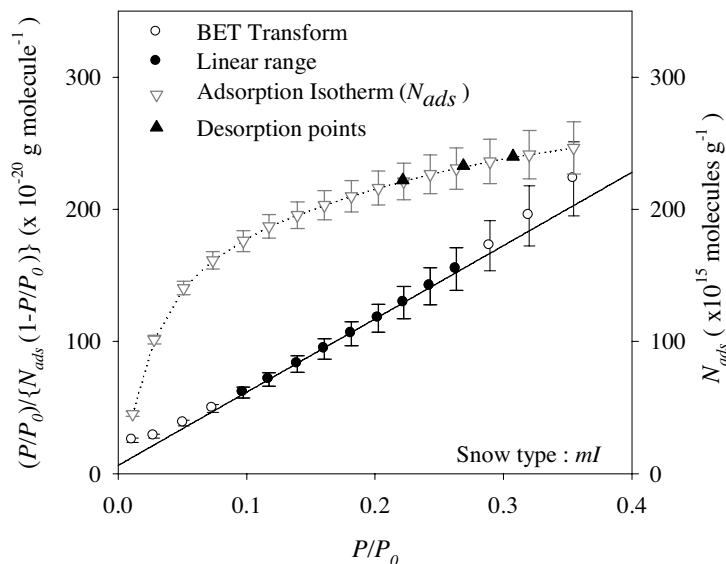 BET Transform
Linear range
Adsorption Isotherm (N_ads)
Desorption points
(P/P_0)/{N_ads (1-P/P_0)} (x 10^-20 g molecule^-1)
300
200
100
0
300
200
100
0
N_ads ( x10^15 molecules g^-1)
Snow type : mI
0.0 0.1 0.2 0.3 0.4
P/P_0